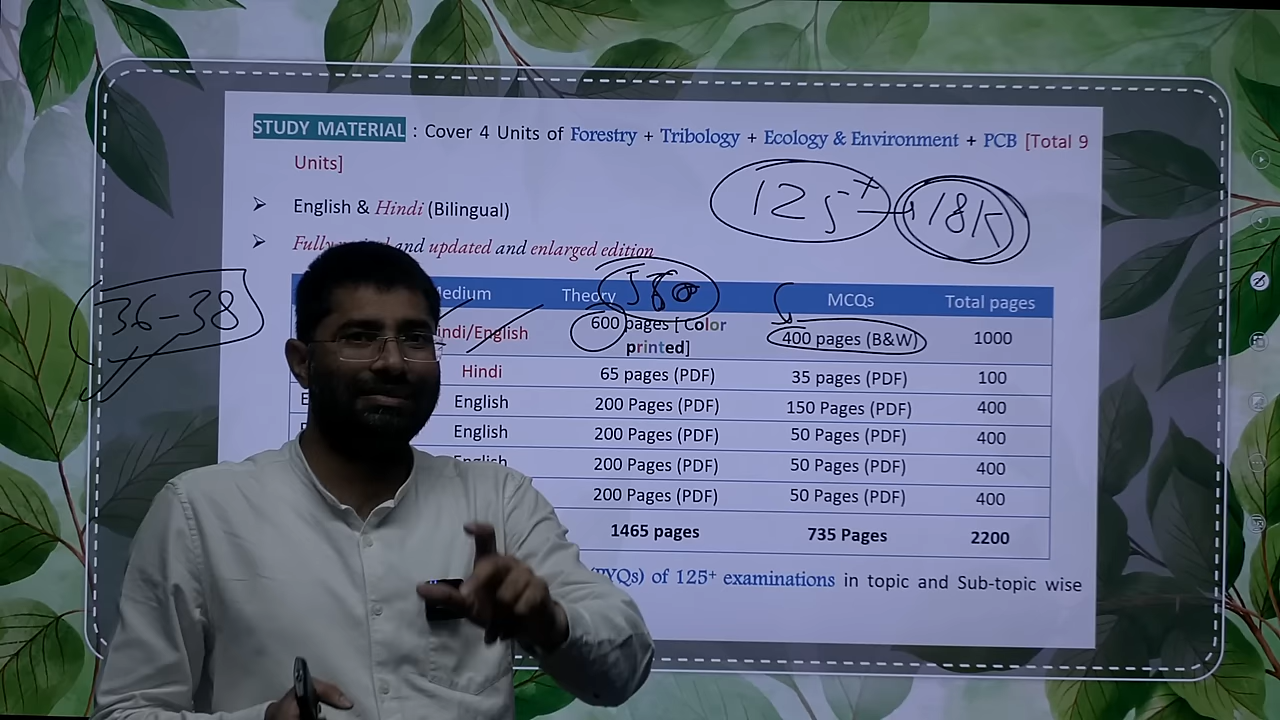 STUDY MATERIAL : Cover 4 Units of Forestry + Tribology + Ecology & Environment + PCB [Total 9
Units]
125+ 18K
➢ English & Hindi (Bilingual)
➢ and updated and enlarged edition
580
36-38
Theory MCQs Total pages
Hindi/English 600 pages [Color printed] 400 pages (B&W) 1000
Hindi 65 pages (PDF) 35 pages (PDF) 100
English 200 Pages (PDF) 150 Pages (PDF) 400
English 200 Pages (PDF) 50 Pages (PDF) 400
English 200 Pages (PDF) 50 Pages (PDF) 400
200 Pages (PDF) 50 Pages (PDF) 400
1465 pages 735 Pages 2200
(PYQs) of 125+ examinations in topic and Sub-topic wise